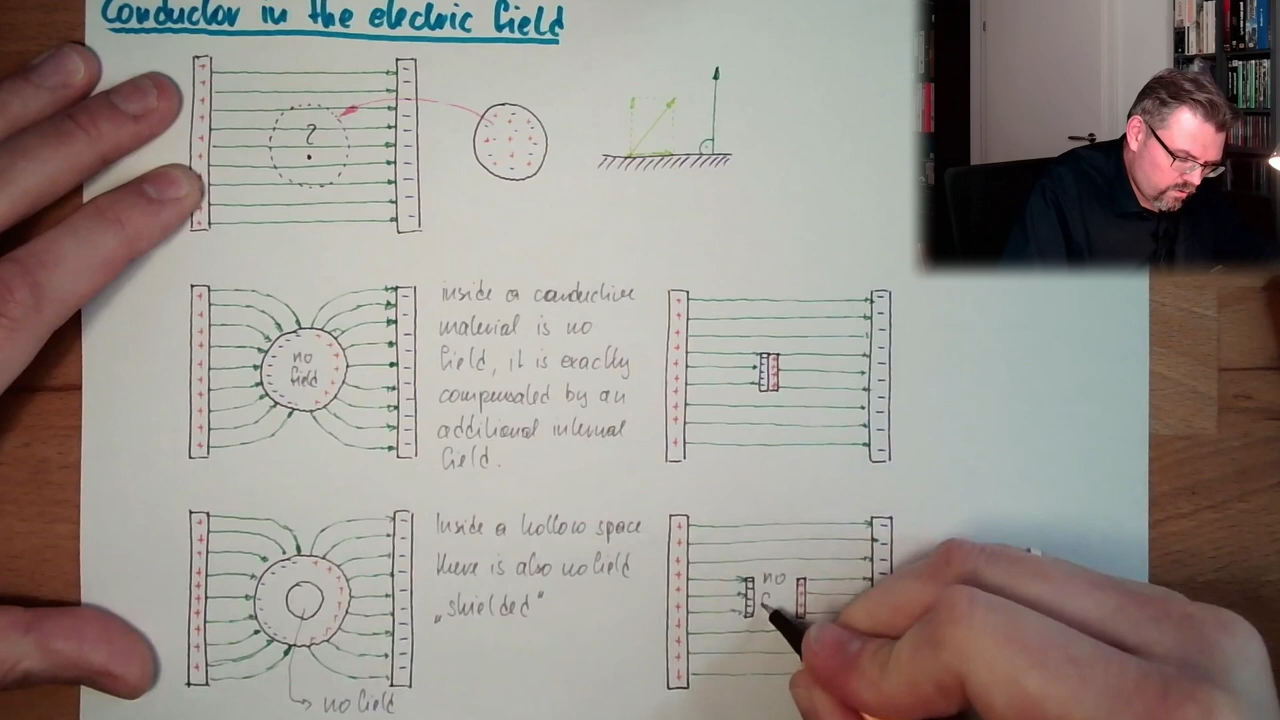 Conductor in the electric field
?
no
field
inside a conductive
material is no
field, it is exactly
compensated by an
additional internal
field.
Inside a hollow space
there is also no field
„shielded"
no field
no
f